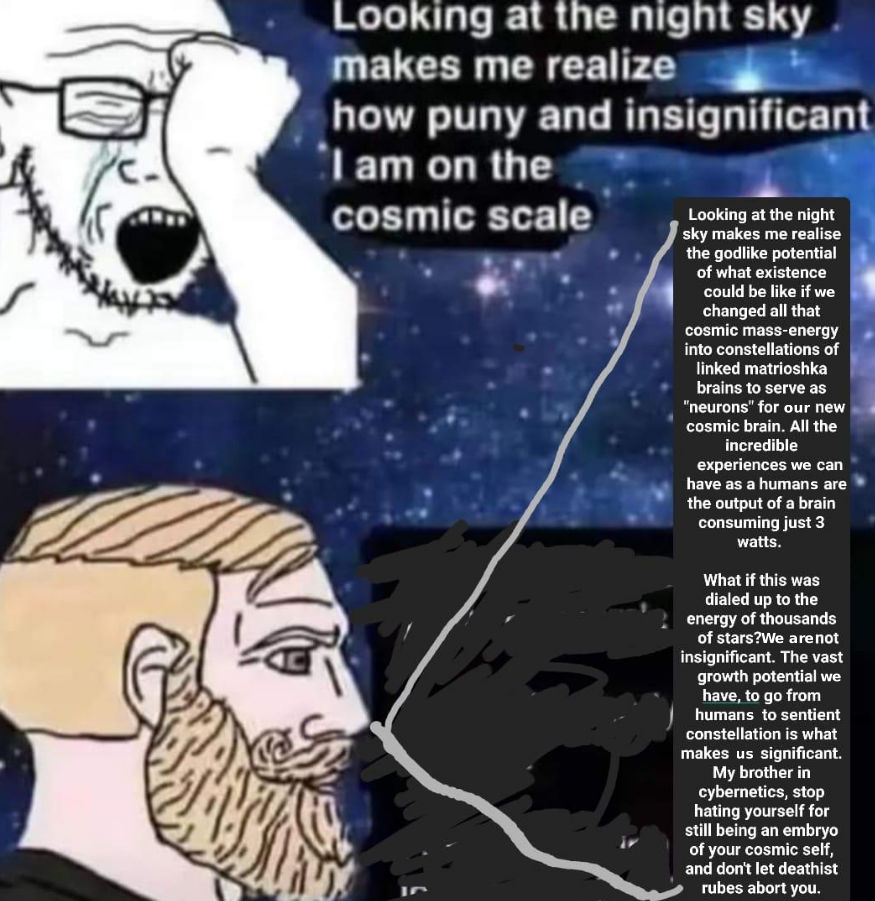 Looking at the night sky
makes me realize
how puny and insignificant
I am on the
cosmic scale
Looking at the night
sky makes me realise
the godlike potential
of what existence
could be like if we
changed all that
cosmic mass-energy
into constellations of
linked matrioshka
brains to serve as
"neurons" for our new
cosmic brain. All the
incredible
experiences we can
have as a humans are
the output of a brain
consuming just 3
watts.
What if this was
dialed up to the
energy of thousands
of stars?We arenot
insignificant. The vast
growth potential we
have, to go from
humans to sentient
constellation is what
makes us significant.
My brother in
cybernetics, stop
hating yourself for
still being an embryo
of your cosmic self,
and don't let deathist
rubes abort you.